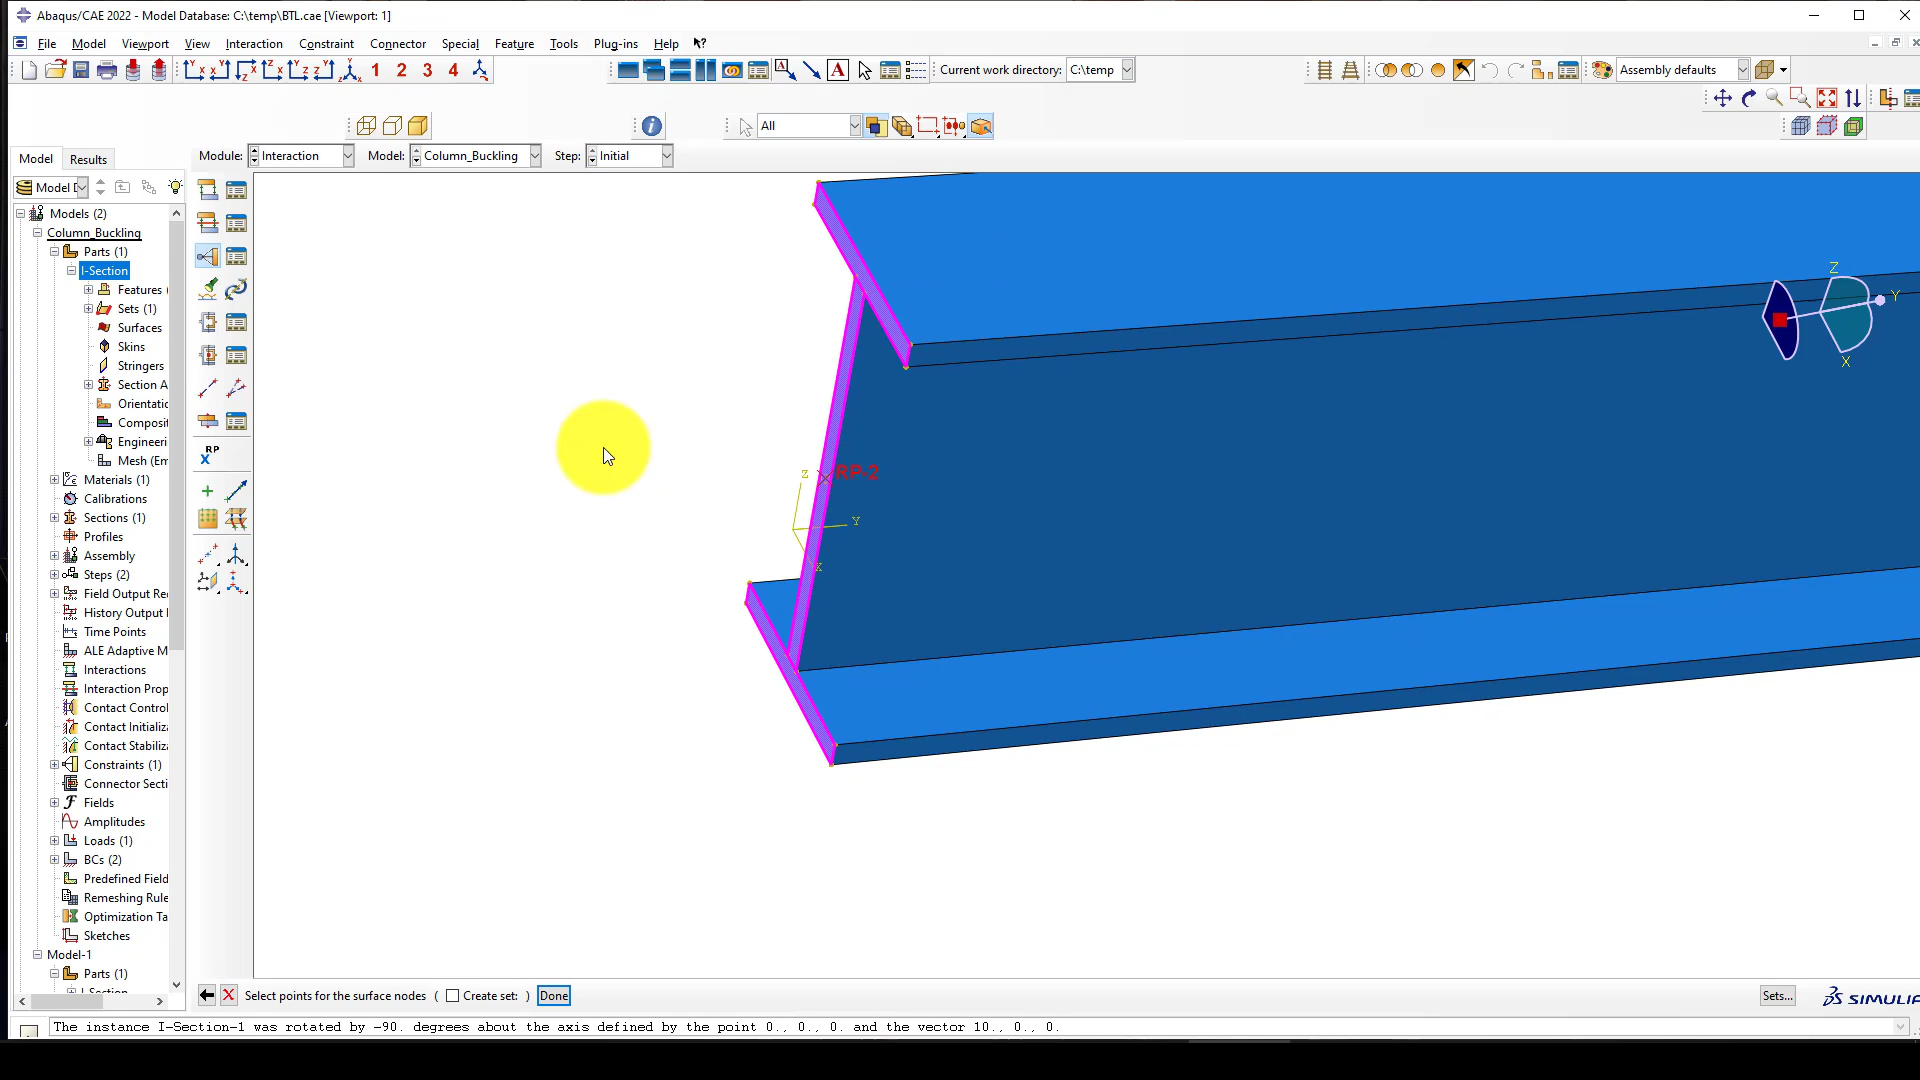 Abaqus/CAE 2022 - Model Database: C:\temp\BTL.cae [Viewport: 1]
File Model Viewport View Interaction Constraint Connector Special Feature Tools Plug-ins Help
1 2 3 4 A Current work directory: C:\temp Assembly defaults
All
Model Results Module: Interaction Model: Column_Buckling Step: Initial
Model D
Models (2)
Column_Buckling
Parts (1)
I-Section
Features
Sets (1)
Surfaces
Skins
Stringers
Section A
Orientatic
Composit
Engineeri
Mesh (Em
Materials (1)
Calibrations
Sections (1)
Profiles
Assembly
Steps (2)
Field Output Re
History Output
Time Points
ALE Adaptive M
Interactions
Interaction Prop
Contact Control
Contact Initializa
Contact Stabiliza
Constraints (1)
Connector Secti
Fields
Amplitudes
Loads (1)
BCs (2)
Predefined Field
Remeshing Rule
Optimization Ta
Sketches
Model-1
Parts (1)
RP
Z
Y
X
RP-2
Z
Y
X
Select points for the surface nodes ( Create set: ) Done Sets...
The instance I-Section-1 was rotated by -90. degrees about the axis defined by the point 0., 0., 0. and the vector 10., 0., 0.